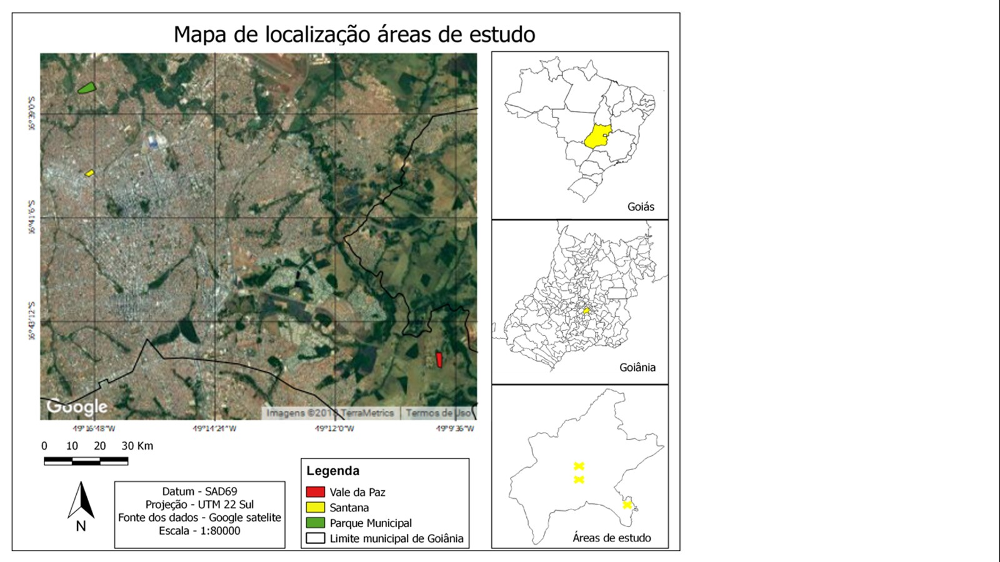 Mapa de localização áreas de estudo
16°39'0"S
16°41'6"S
16°43'12"S
Google
Imagens ©2018 TerraMetrics
Termos de Uso
49°16'48"W
49°14'24"W
49°12'0"W
49°9'36"W
0 10 20 30 Km
N
Datum - SAD69
Projeção - UTM 22 Sul
Fonte dos dados - Google satelite
Escala - 1:80000
Legenda
Vale da Paz
Santana
Parque Municipal
Limite municipal de Goiânia
Goiás
Goiânia
Áreas de estudo